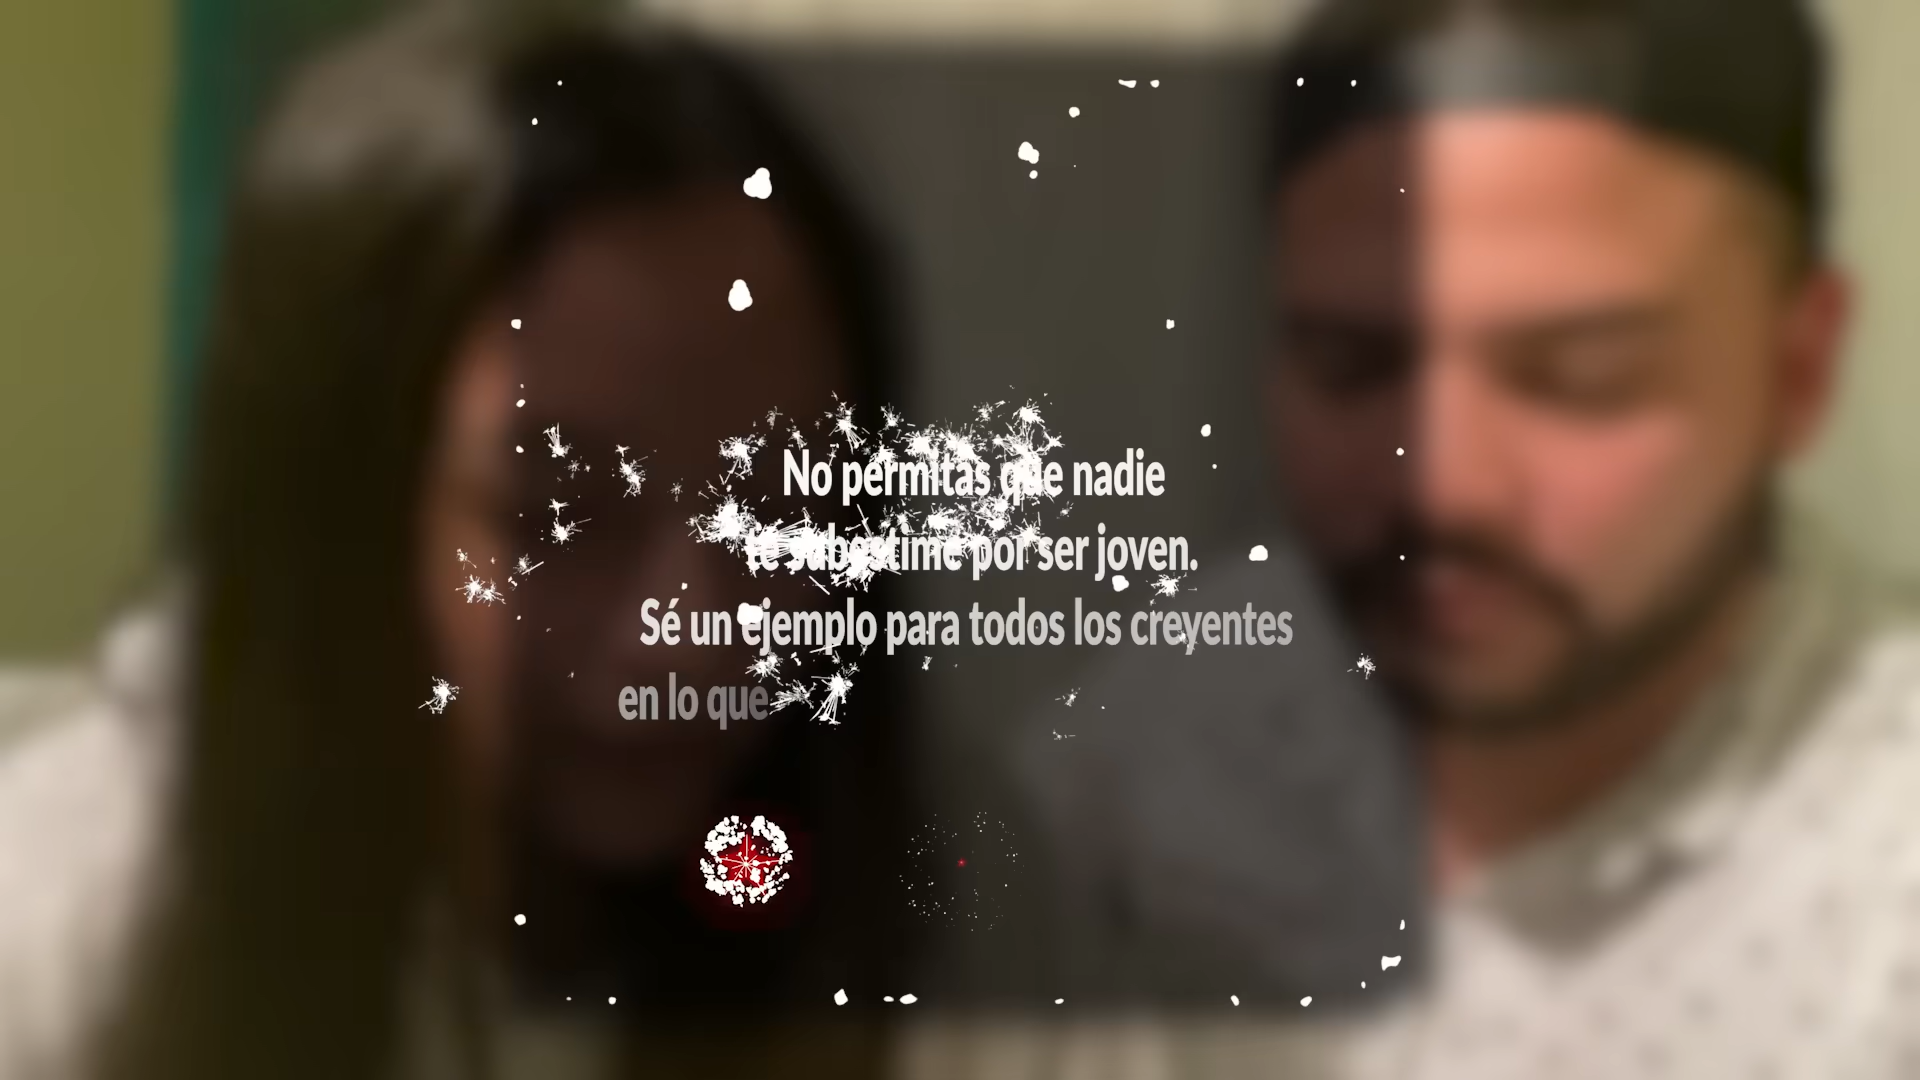 No permitas que nadie
te subestime por ser joven.
Sé un ejemplo para todos los creyentes
en lo que